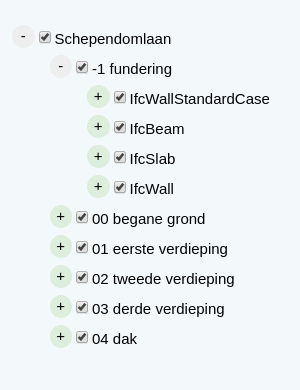 - Schependomlaan
- -1 fundering
+ IfcWallStandardCase
+ IfcBeam
+ IfcSlab
+ IfcWall
+ 00 begane grond
+ 01 eerste verdieping
+ 02 tweede verdieping
+ 03 derde verdieping
+ 04 dak